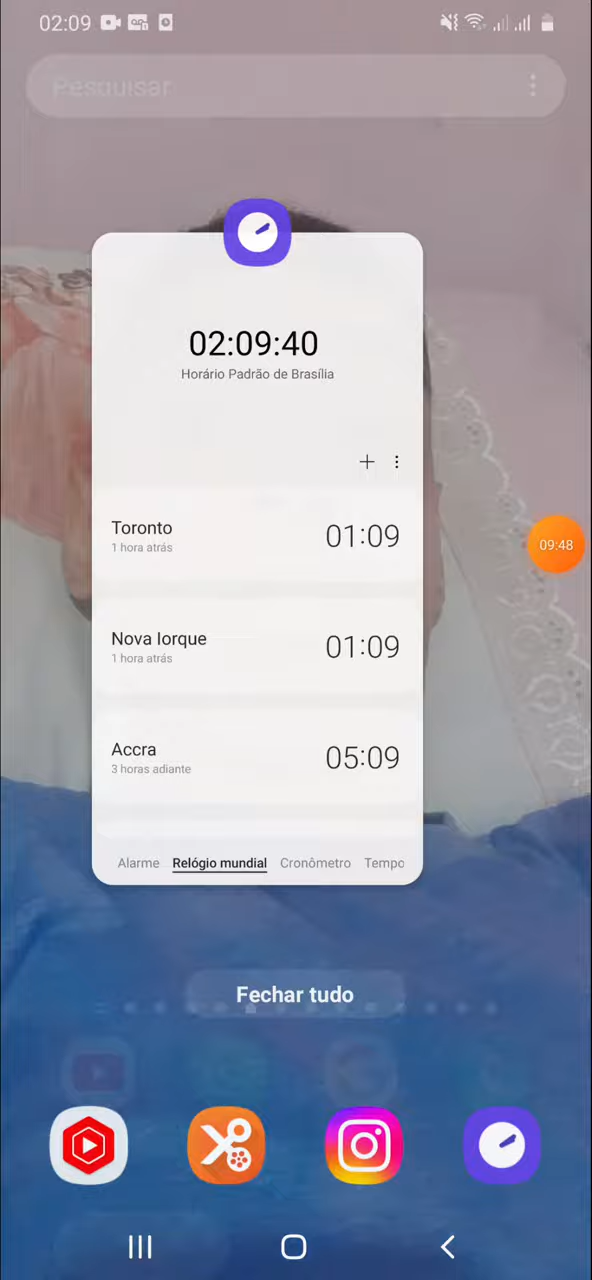 02:09
Pesquisar
02:09:40
Horário Padrão de Brasília
Toronto
1 hora atrás
01:09
09:48
Nova Iorque
1 hora atrás
01:09
Accra
3 horas adiante
05:09
Alarme Relógio mundial Cronômetro Tempo
Fechar tudo